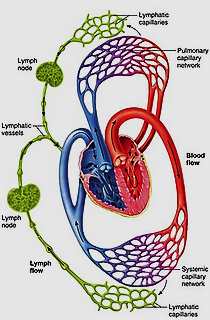 Lymphatic
capillaries
Lymph
node
Pulmonary
capillary
network
Lymphatic
vessels
Blood
flow
Lymph
node
Lymph
flow
Systemic
capillary
network
Lymphatic
capillaries